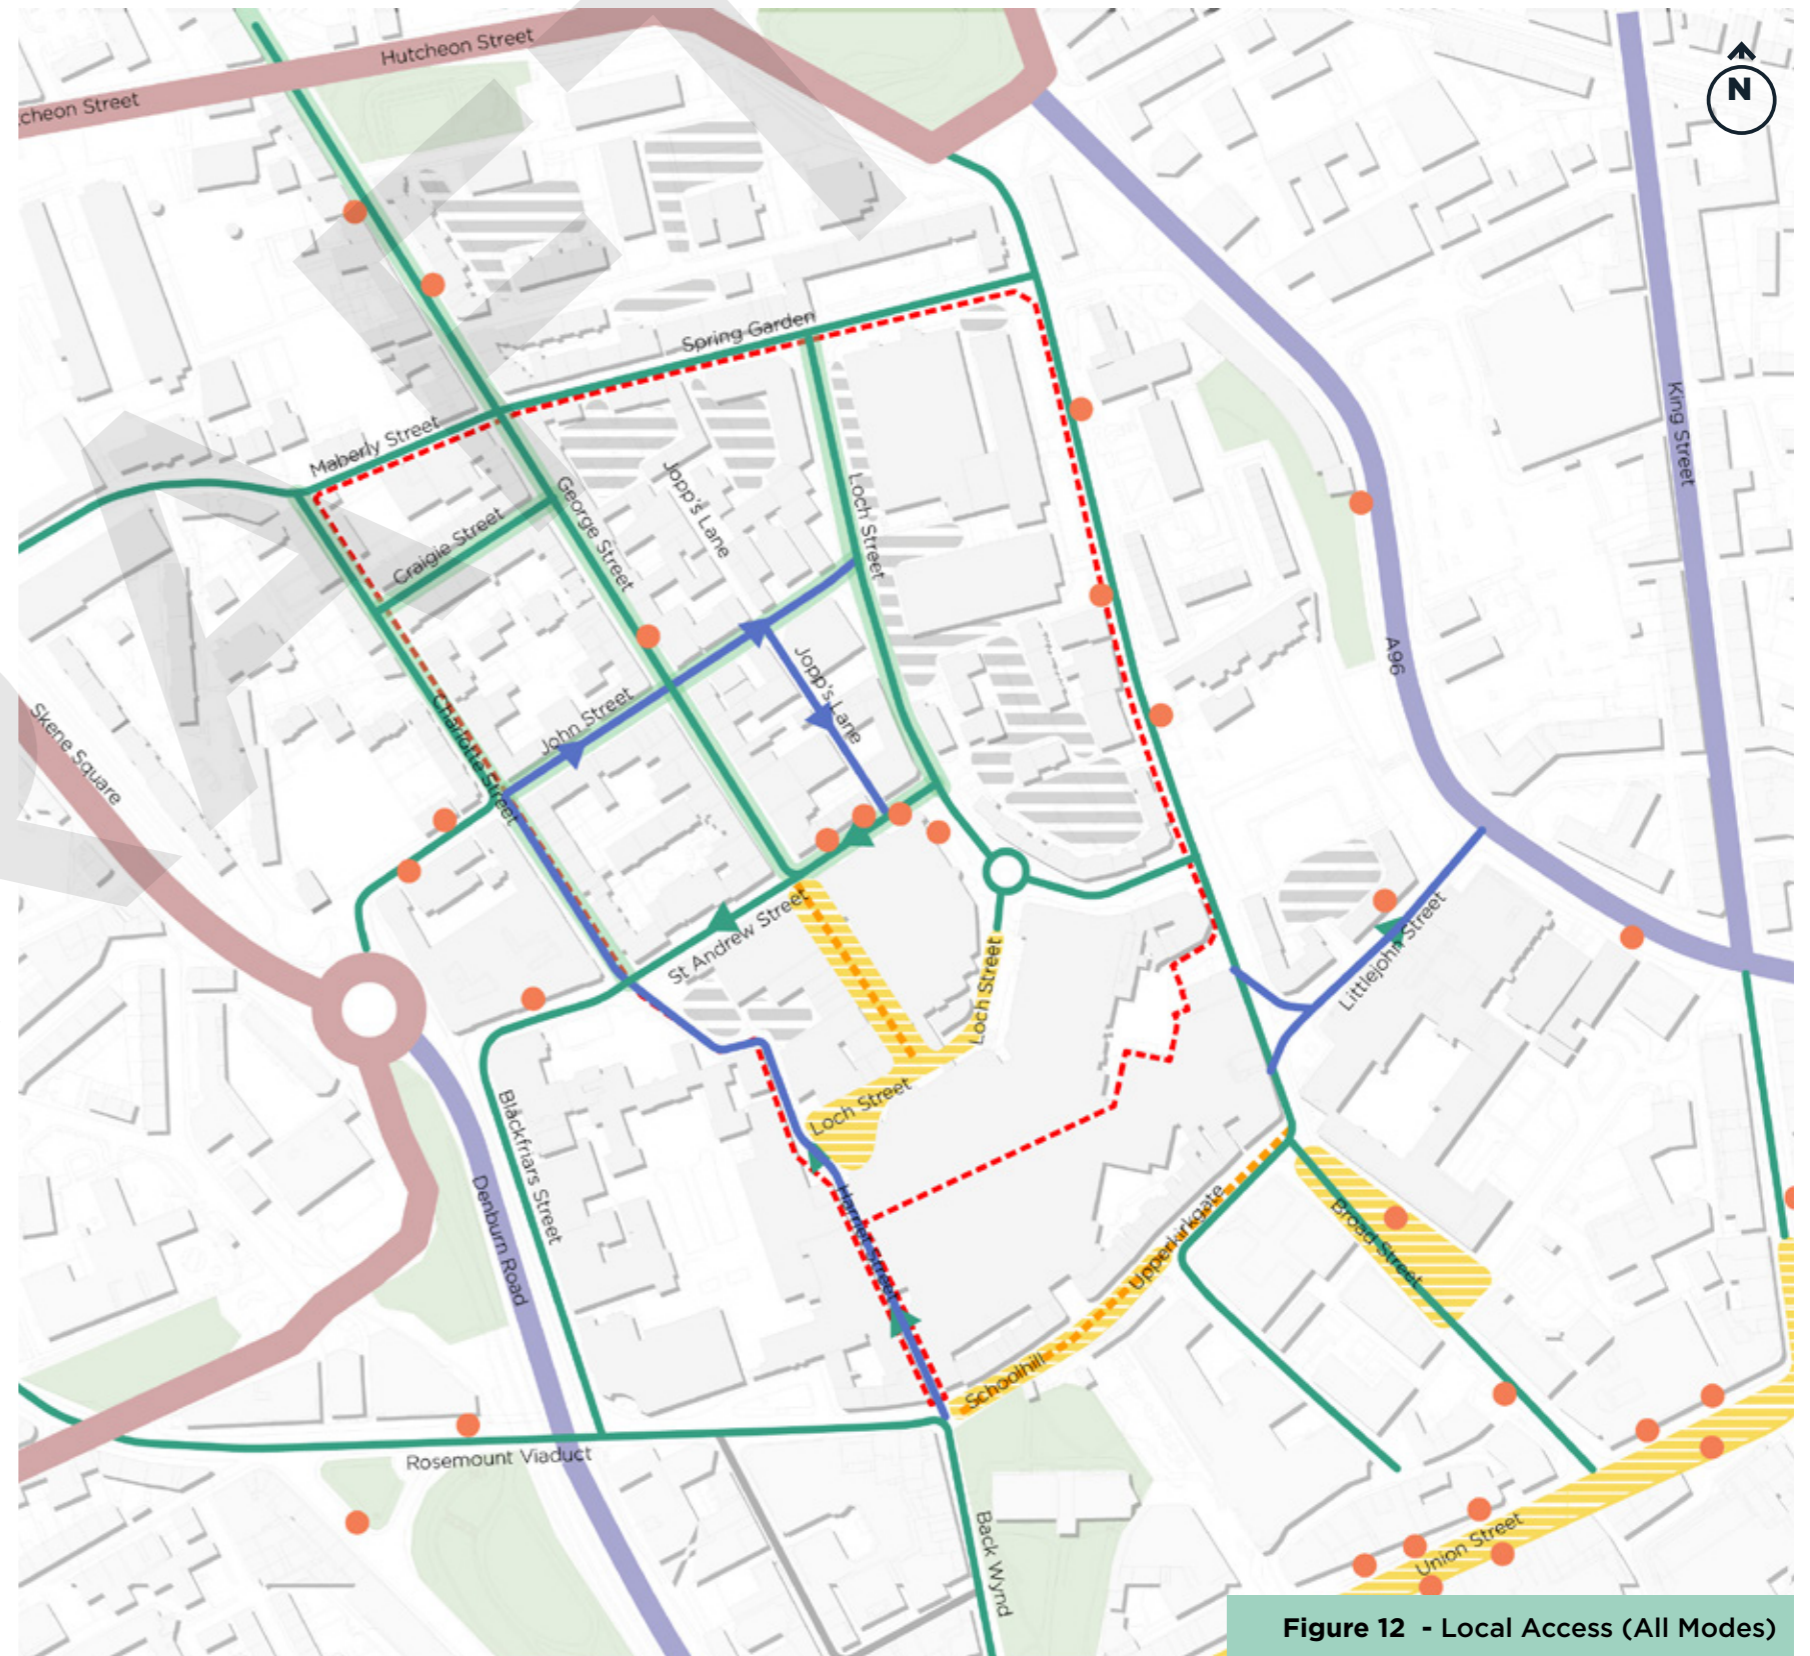 Hutcheon Street
cheon Street
N
King Street
Spring Garden
Maberly Street
Jopp's Lane
George Street
Loch Street
Craigie Street
A96
Jopp's Lane
John Street
Charlotte Street
Skene Square
St Andrew Street
Littlejohn Street
Loch Street
Loch Street
Blackfriars Street
Denburn Road
Harriet Street
Upperkirkgate
Broad Street
Schoolhill
Rosemount Viaduct
Back Wynd
Union Street
Figure 12 - Local Access (All Modes)